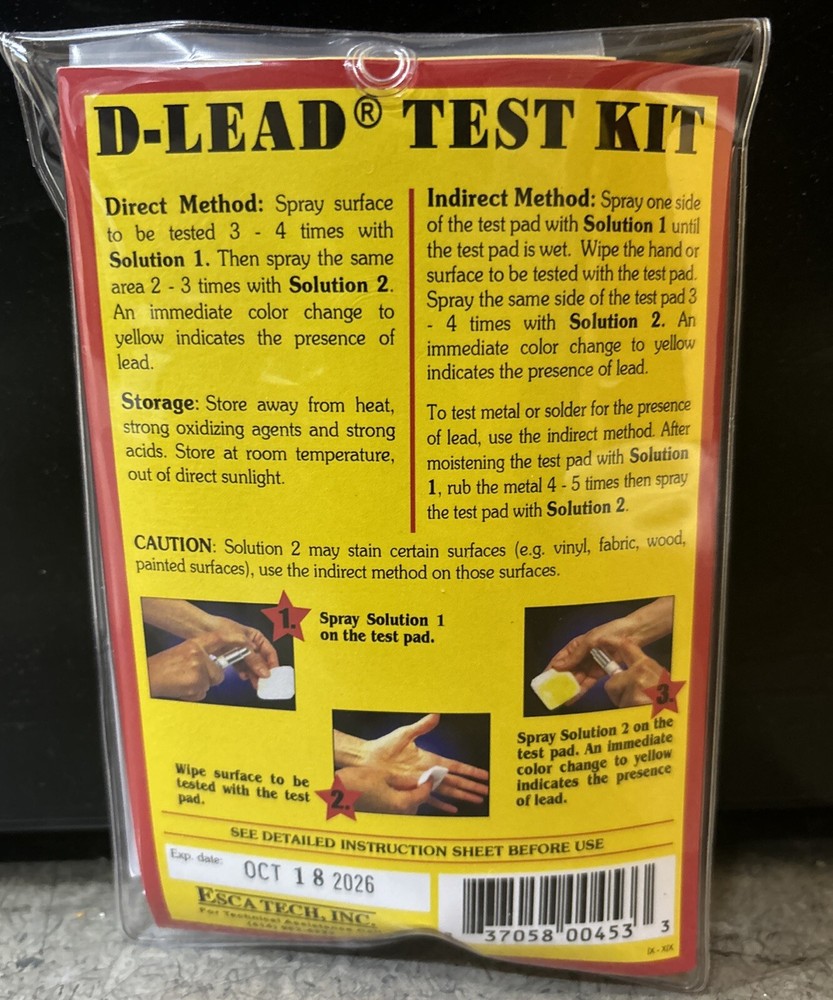 D-LEAD® TEST KIT
Direct Method: Spray surface
to be tested 3 - 4 times with
Solution 1. Then spray the same
area 2 - 3 times with Solution 2.
An immediate color change to
yellow indicates the presence of
lead.
Storage: Store away from heat,
strong oxidizing agents and strong
acids. Store at room temperature,
out of direct sunlight.
Indirect Method: Spray one side
of the test pad with Solution 1 until
the test pad is wet. Wipe the hand or
surface to be tested with the test pad.
Spray the same side of the test pad 3
- 4 times with Solution 2. An
immediate color change to yellow
indicates the presence of lead.
To test metal or solder for the presence
of lead, use the indirect method. After
moistening the test pad with Solution
1, rub the metal 4 - 5 times then spray
the test pad with Solution 2.
CAUTION: Solution 2 may stain certain surfaces (e.g. vinyl, fabric, wood,
painted surfaces), use the indirect method on those surfaces.
1.
Spray Solution 1
on the test pad.
Wipe surface to be
tested with the test
pad.
2.
3.
Spray Solution 2 on the
test pad. An immediate
color change to yellow
indicates the presence
of lead.
SEE DETAILED INSTRUCTION SHEET BEFORE USE
Exp. date:
OCT 18 2026
ESCA TECH, INC.
For Technical Assistance
37058 00453 3
IX - XIX